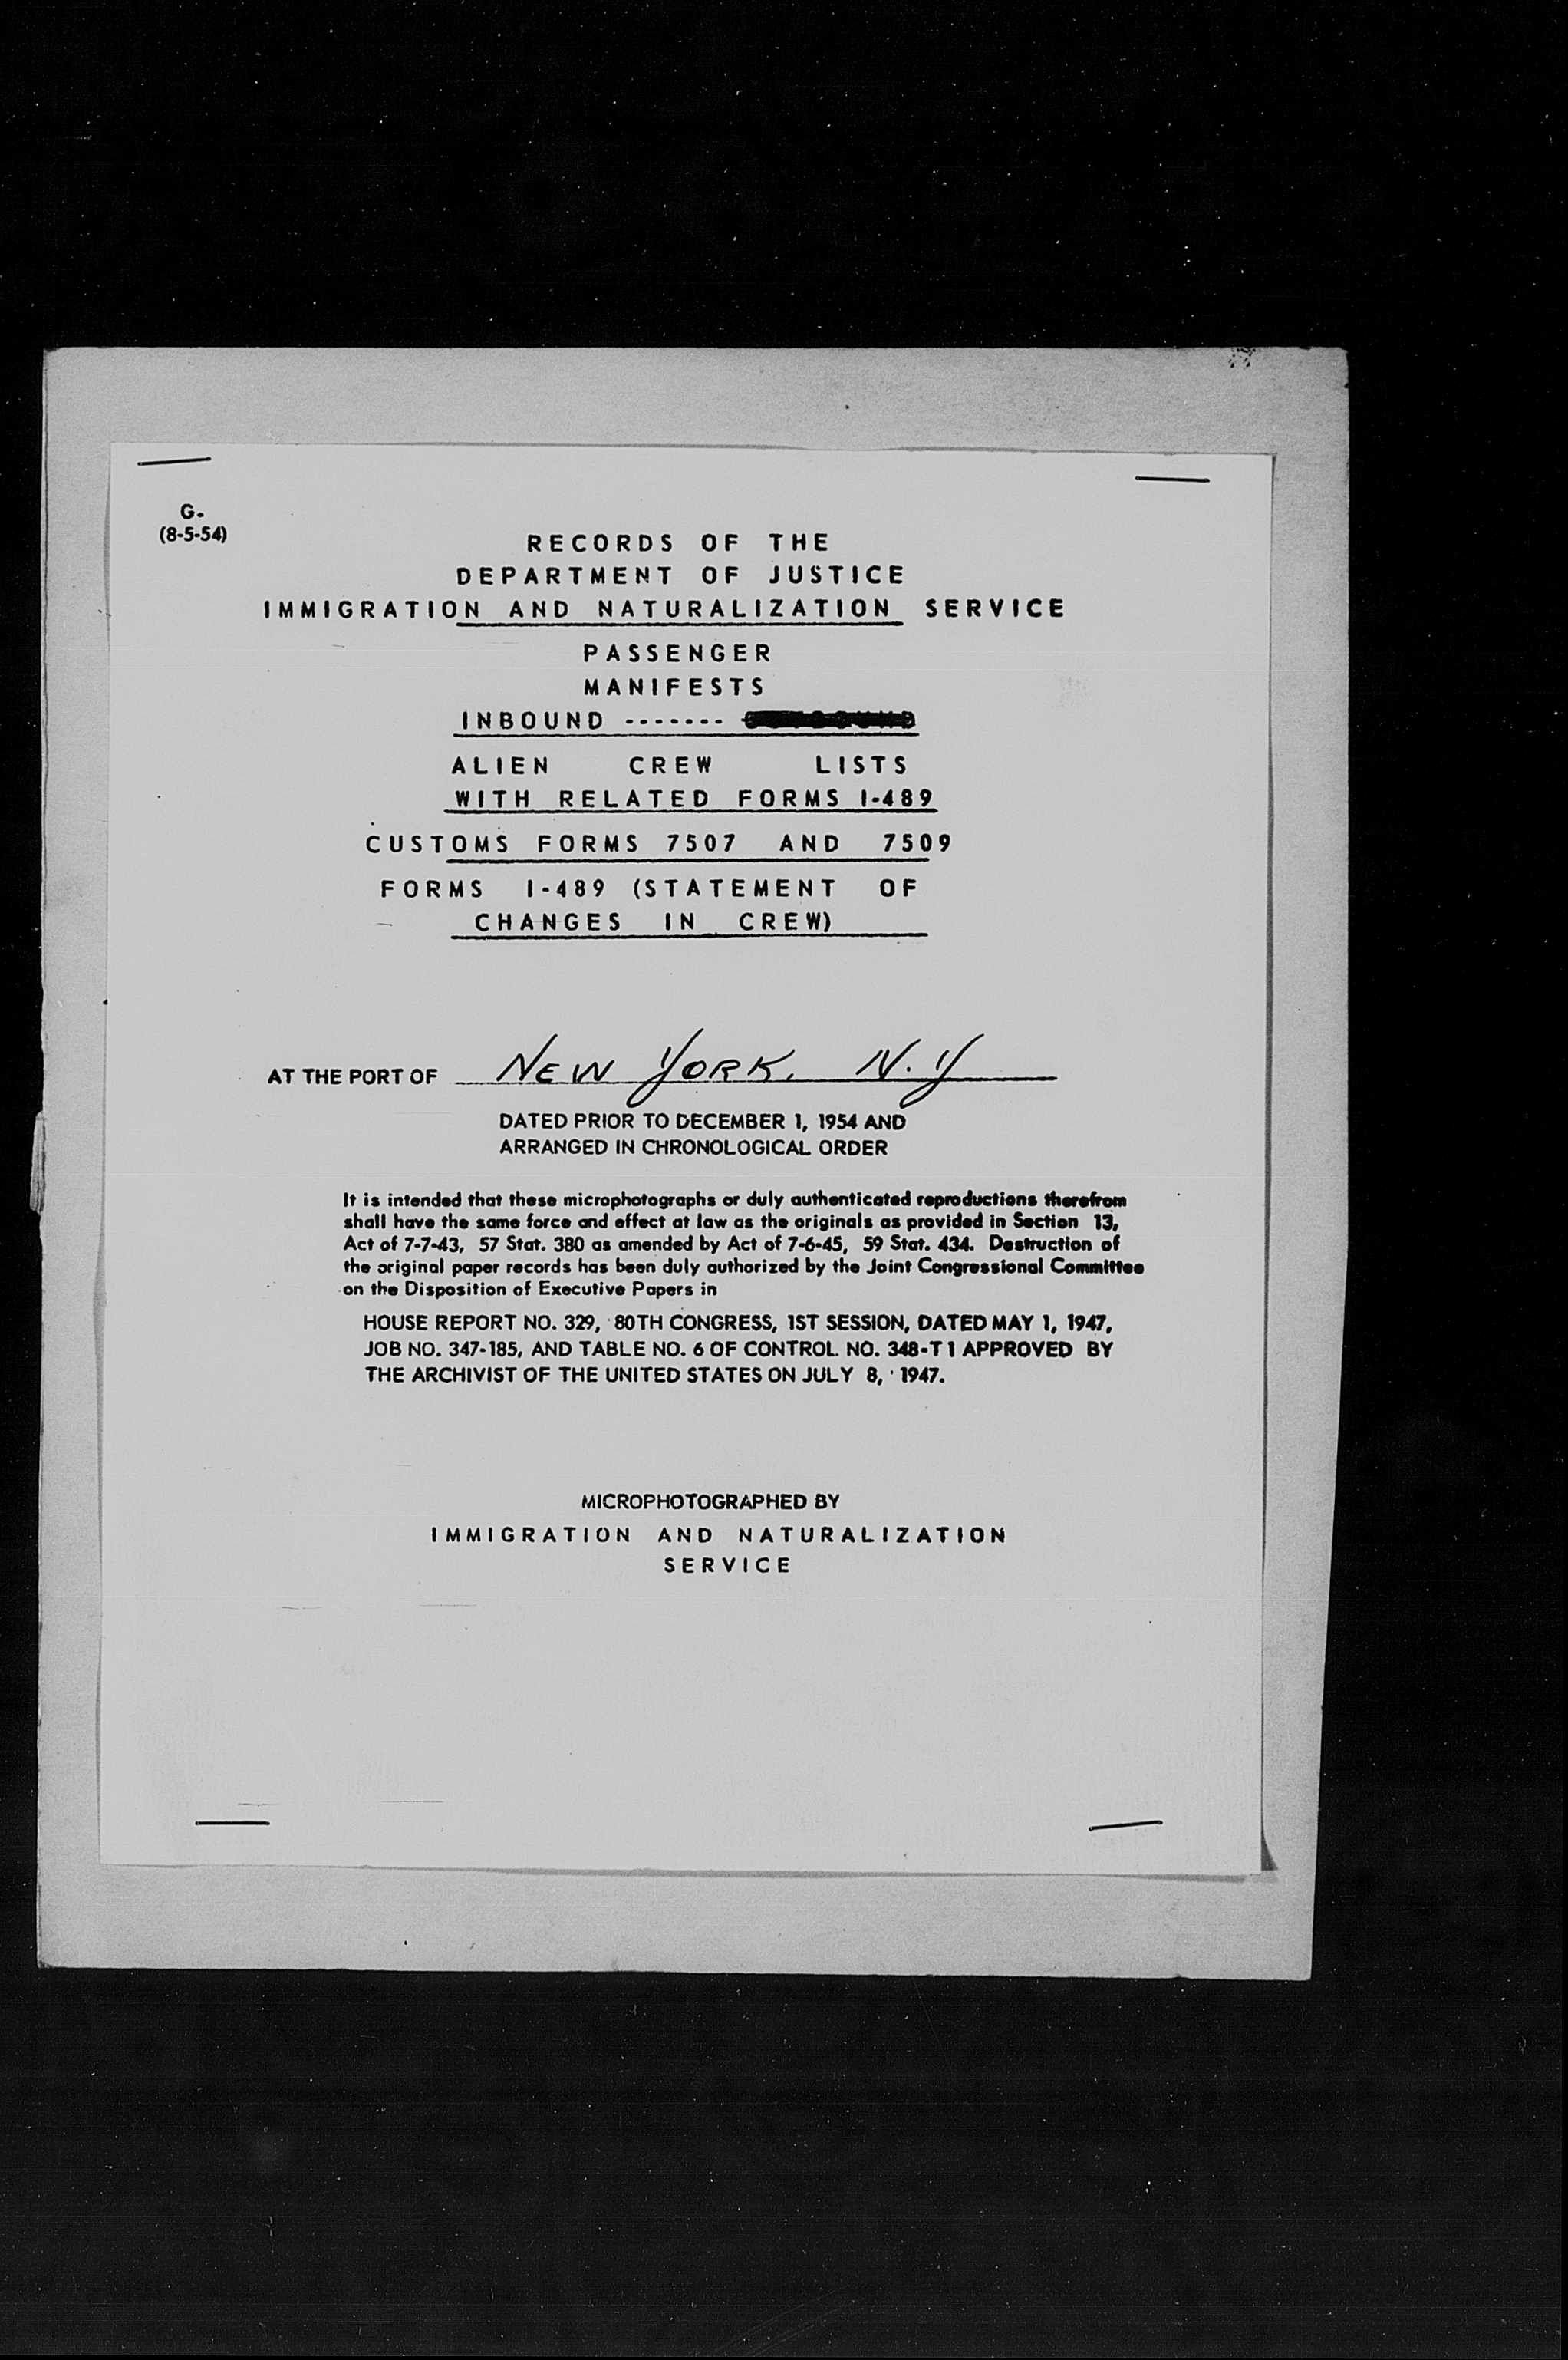 G-
(8-5-54)
RECORDS OF THE
DEPARTMENT OF JUSTICE
IMMIGRATION AND NATURALIZATION SERVICE
PASSENGER
MANIFESTS
INBOUND -------
ALIEN CREW LISTS
WITH RELATED FORMS I-489
CUSTOMS FORMS 7507 AND 7509
FORMS I-489 (STATEMENT OF
CHANGES IN CREW)
AT THE PORT OF NEW YORK, N.Y
DATED PRIOR TO DECEMBER 1, 1954 AND
ARRANGED IN CHRONOLOGICAL ORDER
It is intended that these microphotographs or duly authenticated reproductions therefrom
shall have the same force and effect at law as the originals as provided in Section 13,
Act of 7-7-43, 57 Stat. 380 as amended by Act of 7-6-45, 59 Stat. 434. Destruction of
the original paper records has been duly authorized by the Joint Congressional Committee
on the Disposition of Executive Papers in
HOUSE REPORT NO. 329, 80TH CONGRESS, 1ST SESSION, DATED MAY 1, 1947,
JOB NO. 347-185, AND TABLE NO. 6 OF CONTROL NO. 348-T1 APPROVED BY
THE ARCHIVIST OF THE UNITED STATES ON JULY 8, 1947.
MICROPHOTOGRAPHED BY
IMMIGRATION AND NATURALIZATION
SERVICE